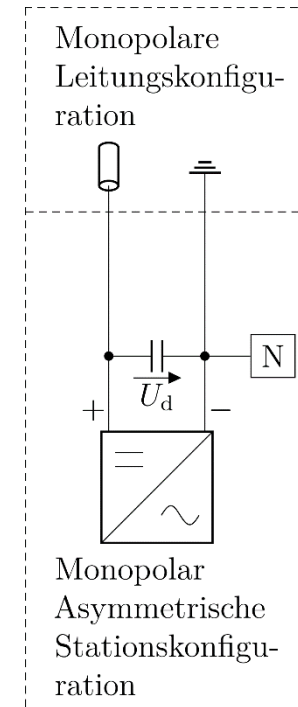 Monopolare
Leitungskonfigu-
ration
N
U_d
+ −
Monopolar
Asymmetrische
Stationskonfigu-
ration